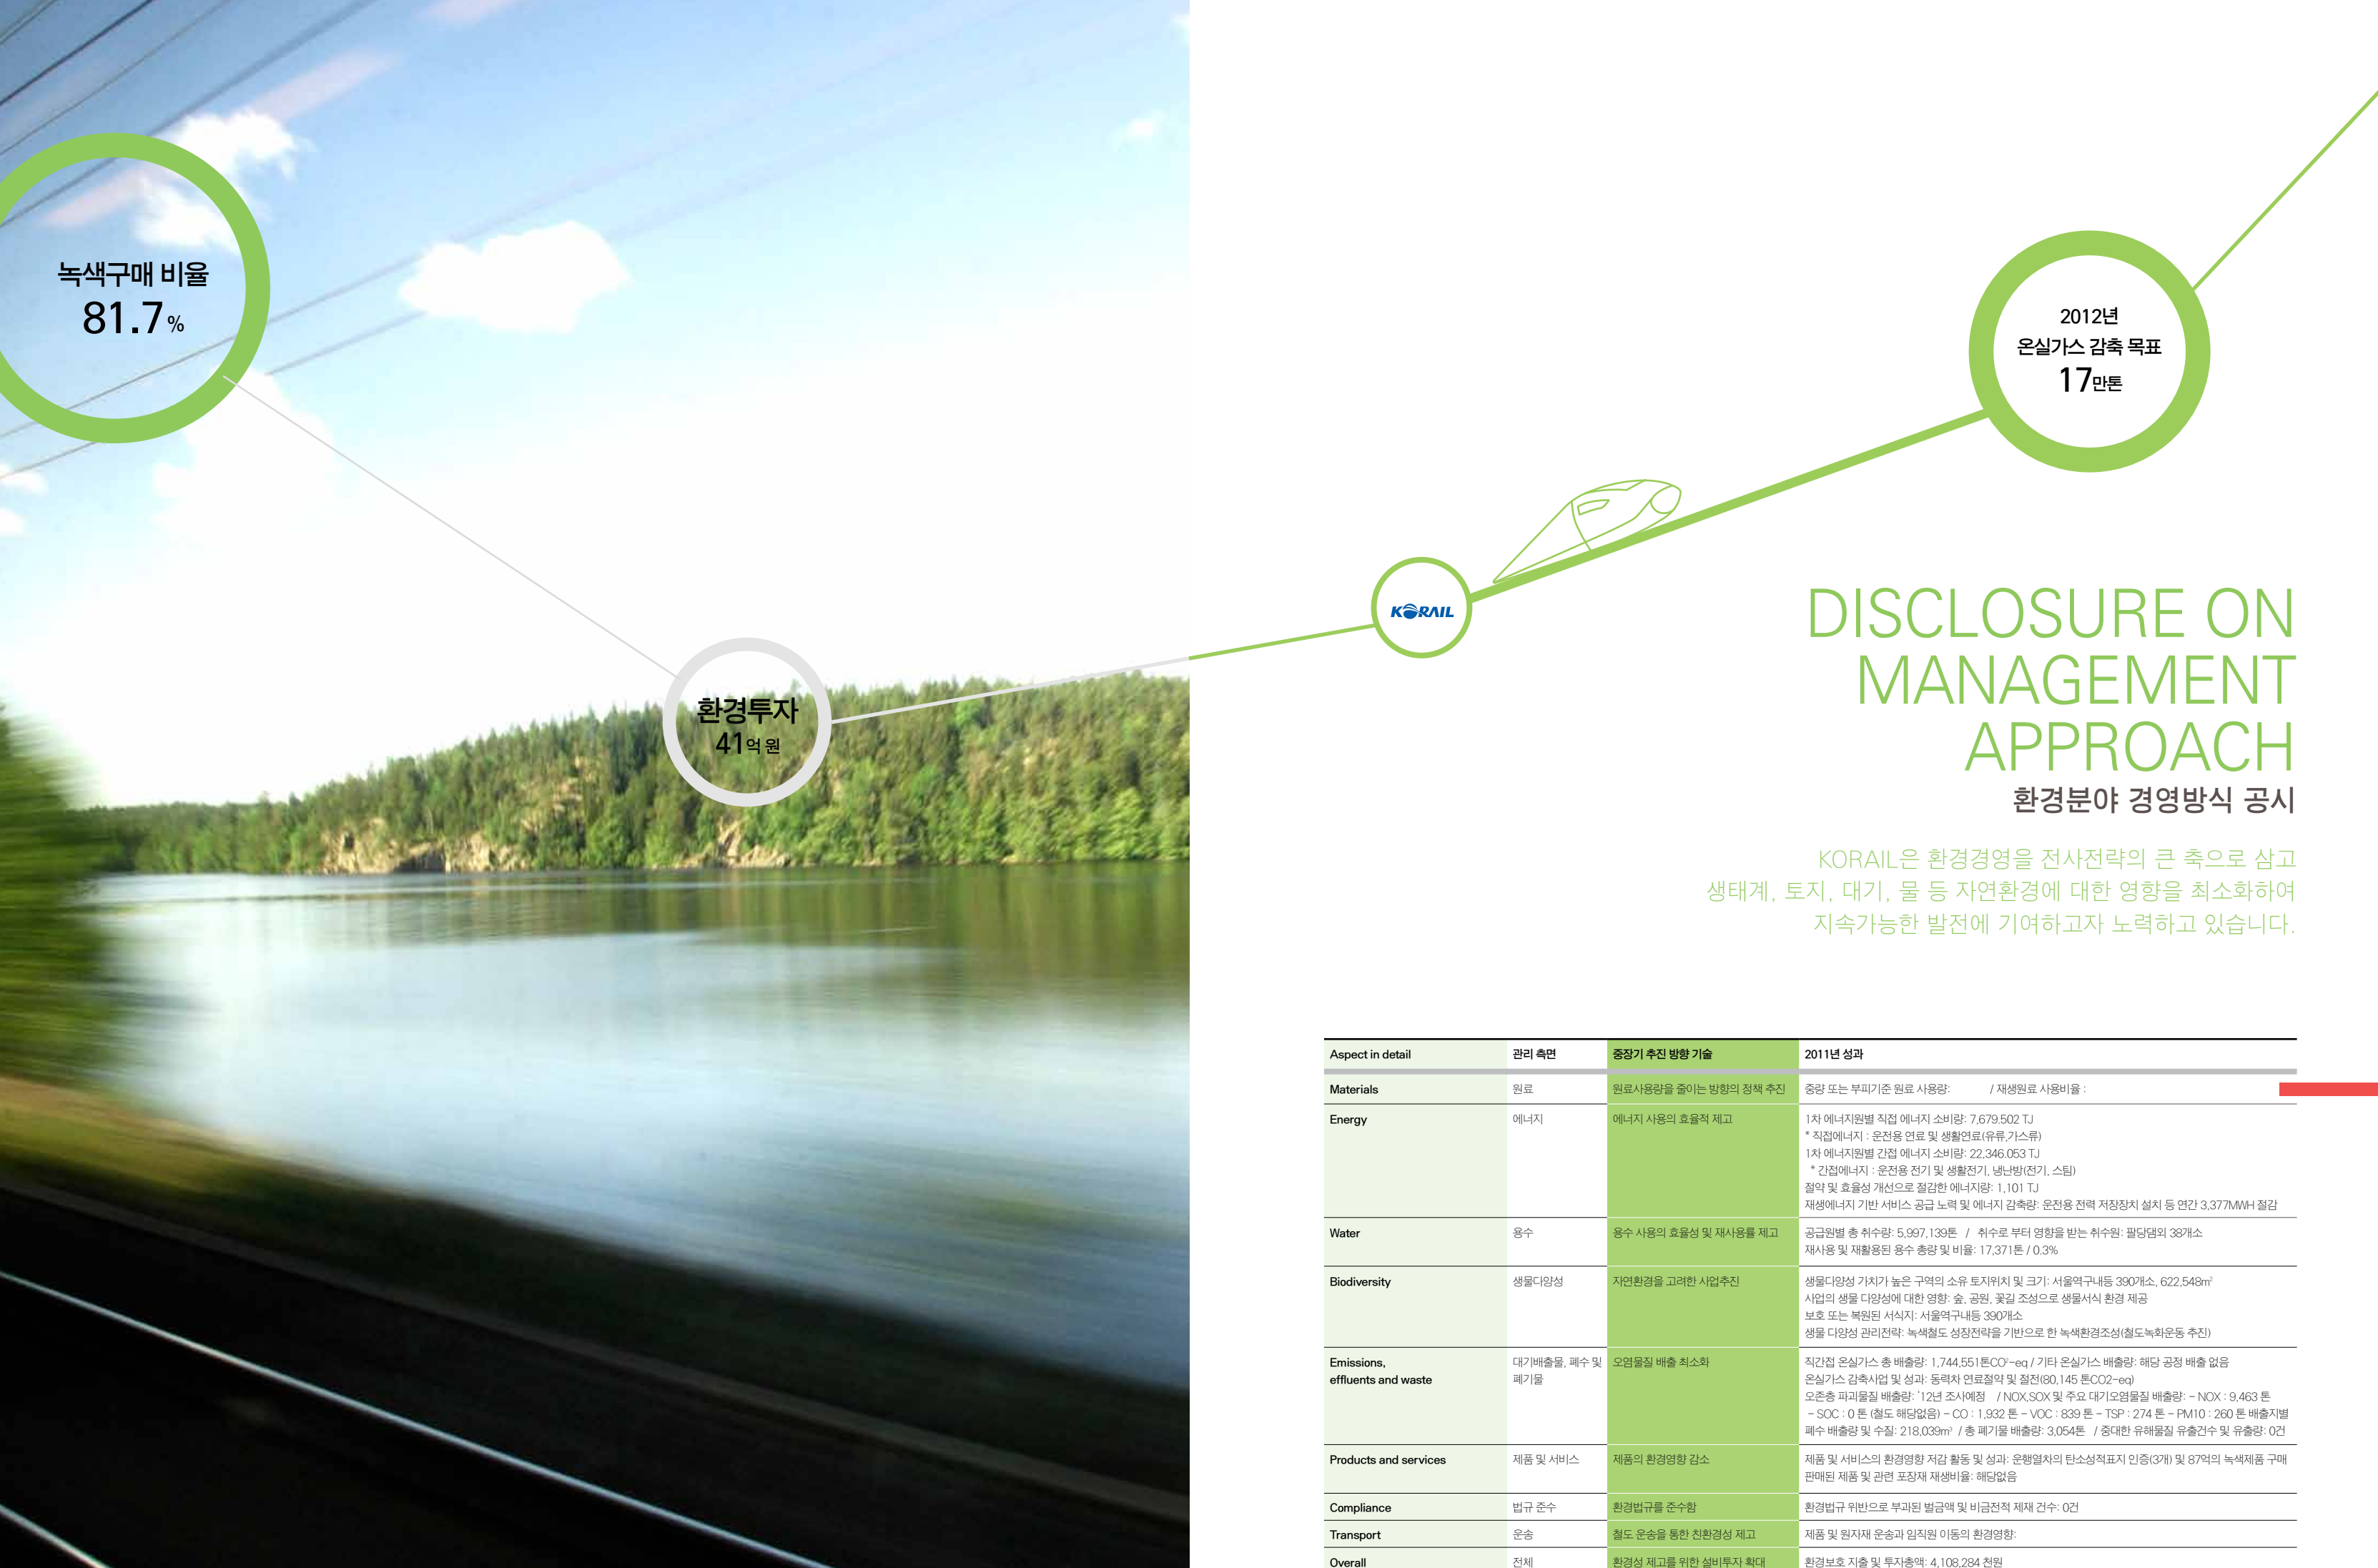 녹색구매 비율
81.7 %
환경투자
41억 원
KORAIL
2012년
온실가스 감축 목표
17만톤
DISCLOSURE ON
MANAGEMENT
APPROACH
환경분야 경영방식 공시
KORAIL은 환경경영을 전사전략의 큰 축으로 삼고
생태계, 토지, 대기, 물 등 자연환경에 대한 영향을 최소화하여
지속가능한 발전에 기여하고자 노력하고 있습니다.
Aspect in detail 관리 측면 중장기 추진 방향 기술 2011년 성과
Materials 원료 원료사용량을 줄이는 방향의 정책 추진 중량 또는 부피기준 원료 사용량: / 재생원료 사용비율 :
Energy 에너지 에너지 사용의 효율적 제고 1차 에너지원별 직접 에너지 소비량: 7,679.502 TJ
* 직접에너지 : 운전용 연료 및 생활연료(유류,가스류)
1차 에너지원별 간접 에너지 소비량: 22,346.053 TJ
* 간접에너지 : 운전용 전기 및 생활전기, 냉난방(전기, 스팀)
절약 및 효율성 개선으로 절감한 에너지량: 1,101 TJ
재생에너지 기반 서비스 공급 노력 및 에너지 감축량: 운전용 전력 저장장치 설치 등 연간 3,377MWH 절감
Water 용수 용수 사용의 효율성 및 재사용률 제고 공급원별 총 취수량: 5,997,139톤 / 취수로 부터 영향을 받는 취수원: 팔당댐외 38개소
재사용 및 재활용된 용수 총량 및 비율: 17,371톤 / 0.3%
Biodiversity 생물다양성 자연환경을 고려한 사업추진 생물다양성 가치가 높은 구역의 소유 토지위치 및 크기: 서울역구내등 390개소, 622,548m²
사업의 생물 다양성에 대한 영향: 숲, 공원, 꽃길 조성으로 생물서식 환경 제공
보호 또는 복원된 서식지: 서울역구내등 390개소
생물 다양성 관리전략: 녹색철도 성장전략을 기반으로 한 녹색환경조성(철도녹화운동 추진)
Emissions, 대기배출물, 폐수 및 오염물질 배출 최소화 직간접 온실가스 총 배출량: 1,744,551톤CO²-eq / 기타 온실가스 배출량: 해당 공정 배출 없음
effluents and waste 폐기물 온실가스 감축사업 및 성과: 동력차 연료절약 및 절전(80,145 톤CO2-eq)
오존층 파괴물질 배출량: '12년 조사예정 / NOX,SOX 및 주요 대기오염물질 배출량: - NOX : 9,463 톤
- SOC : 0 톤 (철도 해당없음) - CO : 1,932 톤 - VOC : 839 톤 - TSP : 274 톤 - PM10 : 260 톤 배출지별
폐수 배출량 및 수질: 218,039m³ / 총 폐기물 배출량: 3,054톤 / 중대한 유해물질 유출건수 및 유출량: 0건
Products and services 제품 및 서비스 제품의 환경영향 감소 제품 및 서비스의 환경영향 저감 활동 및 성과: 운행열차의 탄소성적표지 인증(3개) 및 87억의 녹색제품 구매
판매된 제품 및 관련 포장재 재생비율: 해당없음
Compliance 법규 준수 환경법규를 준수함 환경법규 위반으로 부과된 벌금액 및 비금전적 제재 건수: 0건
Transport 운송 철도 운송을 통한 친환경성 제고 제품 및 원자재 운송과 임직원 이동의 환경영향:
Overall 전체 환경성 제고를 위한 설비투자 확대 환경보호 지출 및 투자총액: 4,108,284 천원